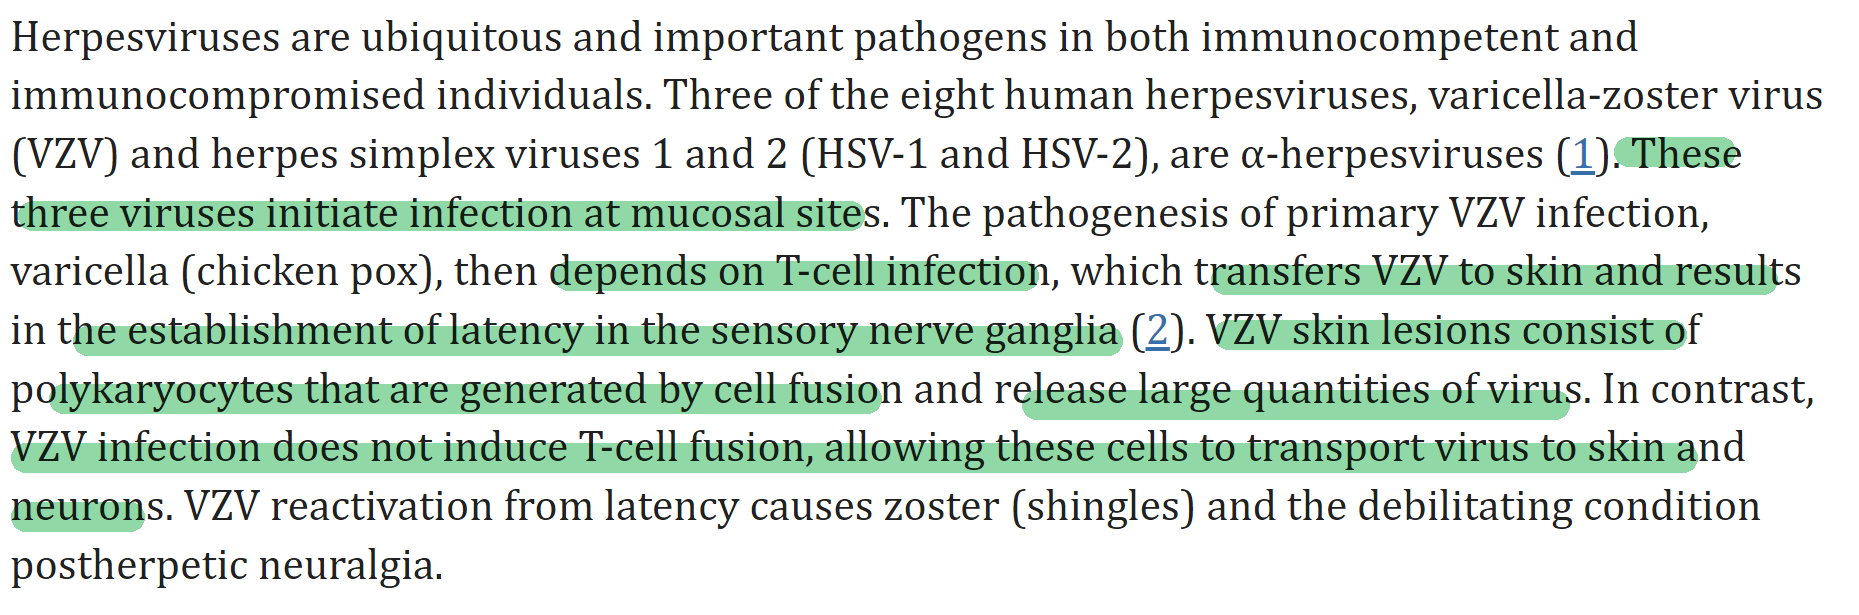 Herpesviruses are ubiquitous and important pathogens in both immunocompetent and
immunocompromised individuals. Three of the eight human herpesviruses, varicella-zoster virus
(VZV) and herpes simplex viruses 1 and 2 (HSV-1 and HSV-2), are α-herpesviruses (1). These
three viruses initiate infection at mucosal sites. The pathogenesis of primary VZV infection,
varicella (chicken pox), then depends on T-cell infection, which transfers VZV to skin and results
in the establishment of latency in the sensory nerve ganglia (2). VZV skin lesions consist of
polykaryocytes that are generated by cell fusion and release large quantities of virus. In contrast,
VZV infection does not induce T-cell fusion, allowing these cells to transport virus to skin and
neurons. VZV reactivation from latency causes zoster (shingles) and the debilitating condition
postherpetic neuralgia.